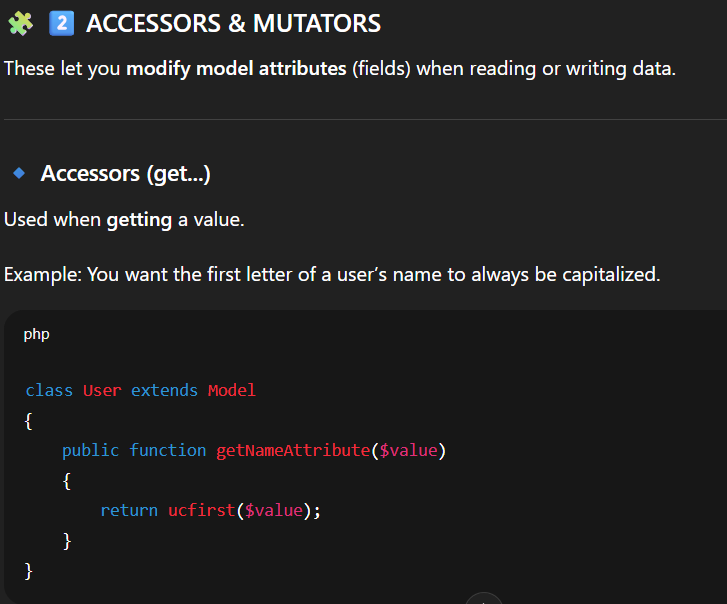 🧩 2️⃣ ACCESSORS & MUTATORS
These let you modify model attributes (fields) when reading or writing data.
🔹 Accessors (get...)
Used when getting a value.
Example: You want the first letter of a user’s name to always be capitalized.
php
class User extends Model
{
    public function getNameAttribute($value)
    {
        return ucfirst($value);
    }
}